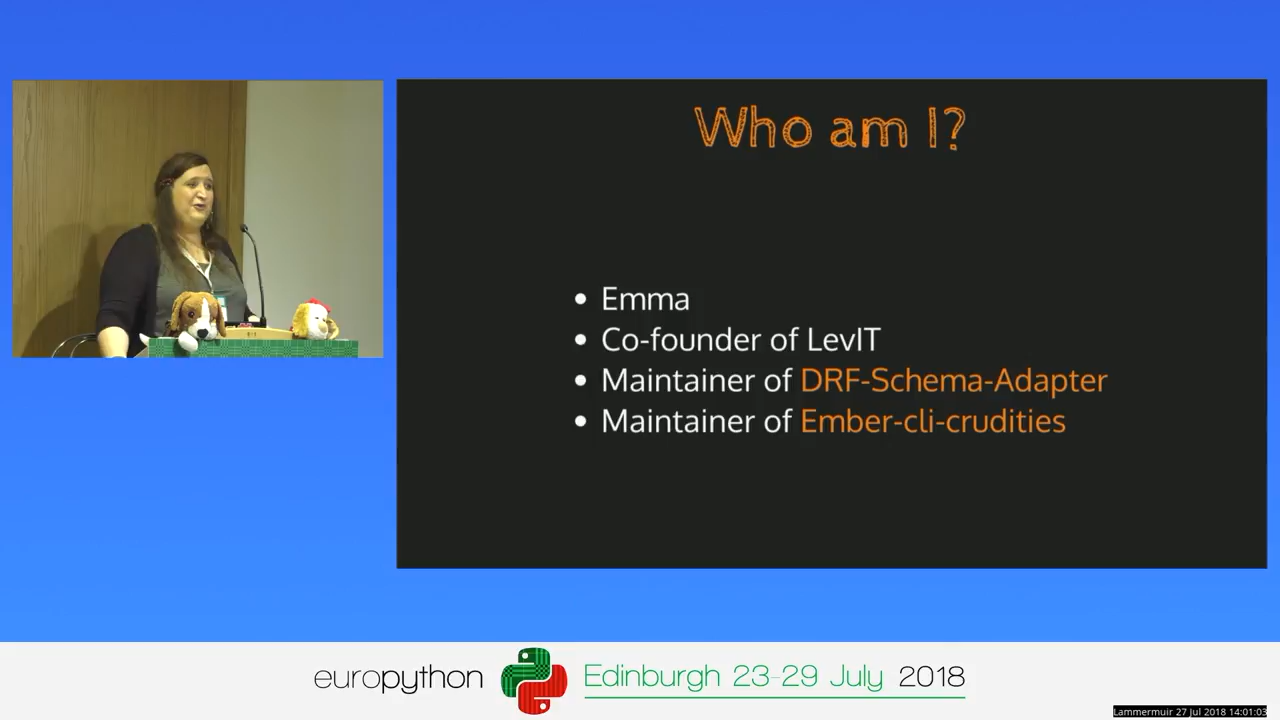 Who am I?
• Emma
• Co-founder of LevIT
• Maintainer of DRF-Schema-Adapter
• Maintainer of Ember-cli-crudities
europython Edinburgh 23-29 July 2018
Lammermuir 27 Jul 2018 14:01:03